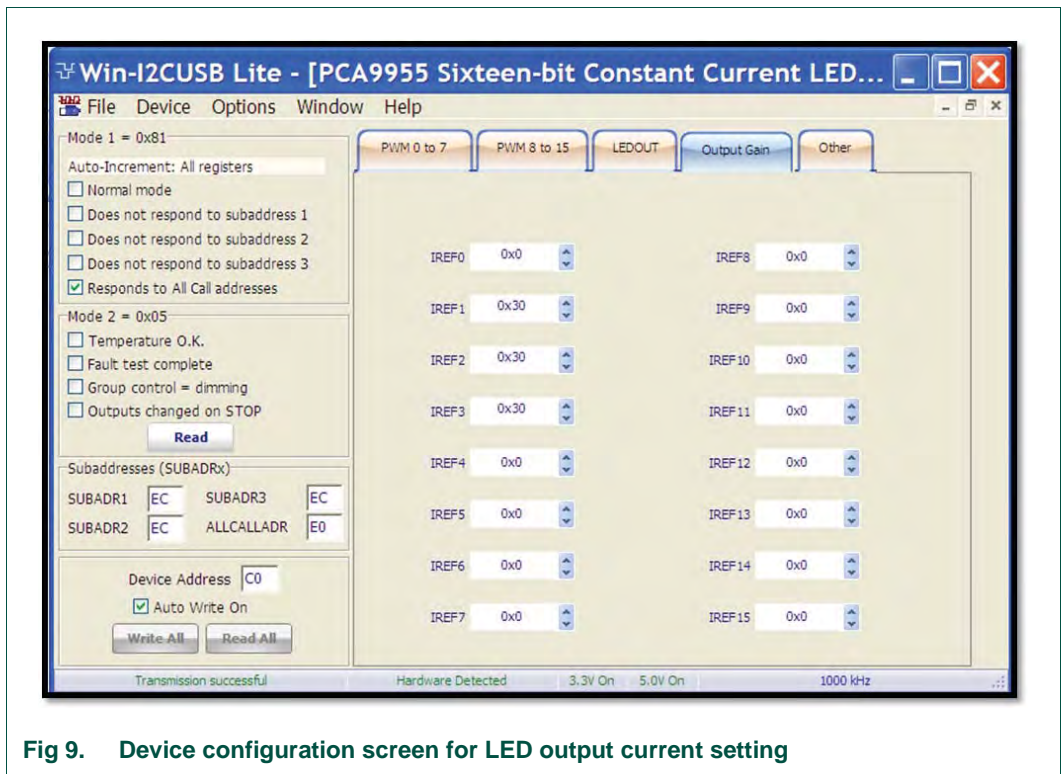 Win-I2CUSB Lite - [PCA9955 Sixteen-bit Constant Current LED...
File Device Options Window Help
Mode 1 = 0x81
Auto-Increment: All registers
Normal mode
Does not respond to subaddress 1
Does not respond to subaddress 2
Does not respond to subaddress 3
Responds to All Call addresses
Mode 2 = 0x05
Temperature O.K.
Fault test complete
Group control = dimming
Outputs changed on STOP
Read
Subaddresses (SUBADRx)
SUBADR1 EC SUBADR3 EC
SUBADR2 EC ALLCALLADR E0
Device Address C0
Auto Write On
Write All Read All
PWM 0 to 7 PWM 8 to 15 LEDOUT Output Gain Other
IREF0 0x0 IREF8 0x0
IREF1 0x30 IREF9 0x0
IREF2 0x30 IREF10 0x0
IREF3 0x30 IREF11 0x0
IREF4 0x0 IREF12 0x0
IREF5 0x0 IREF13 0x0
IREF6 0x0 IREF14 0x0
IREF7 0x0 IREF15 0x0
Transmission successful Hardware Detected 3.3V On 5.0V On 1000 kHz
Fig 9. Device configuration screen for LED output current setting